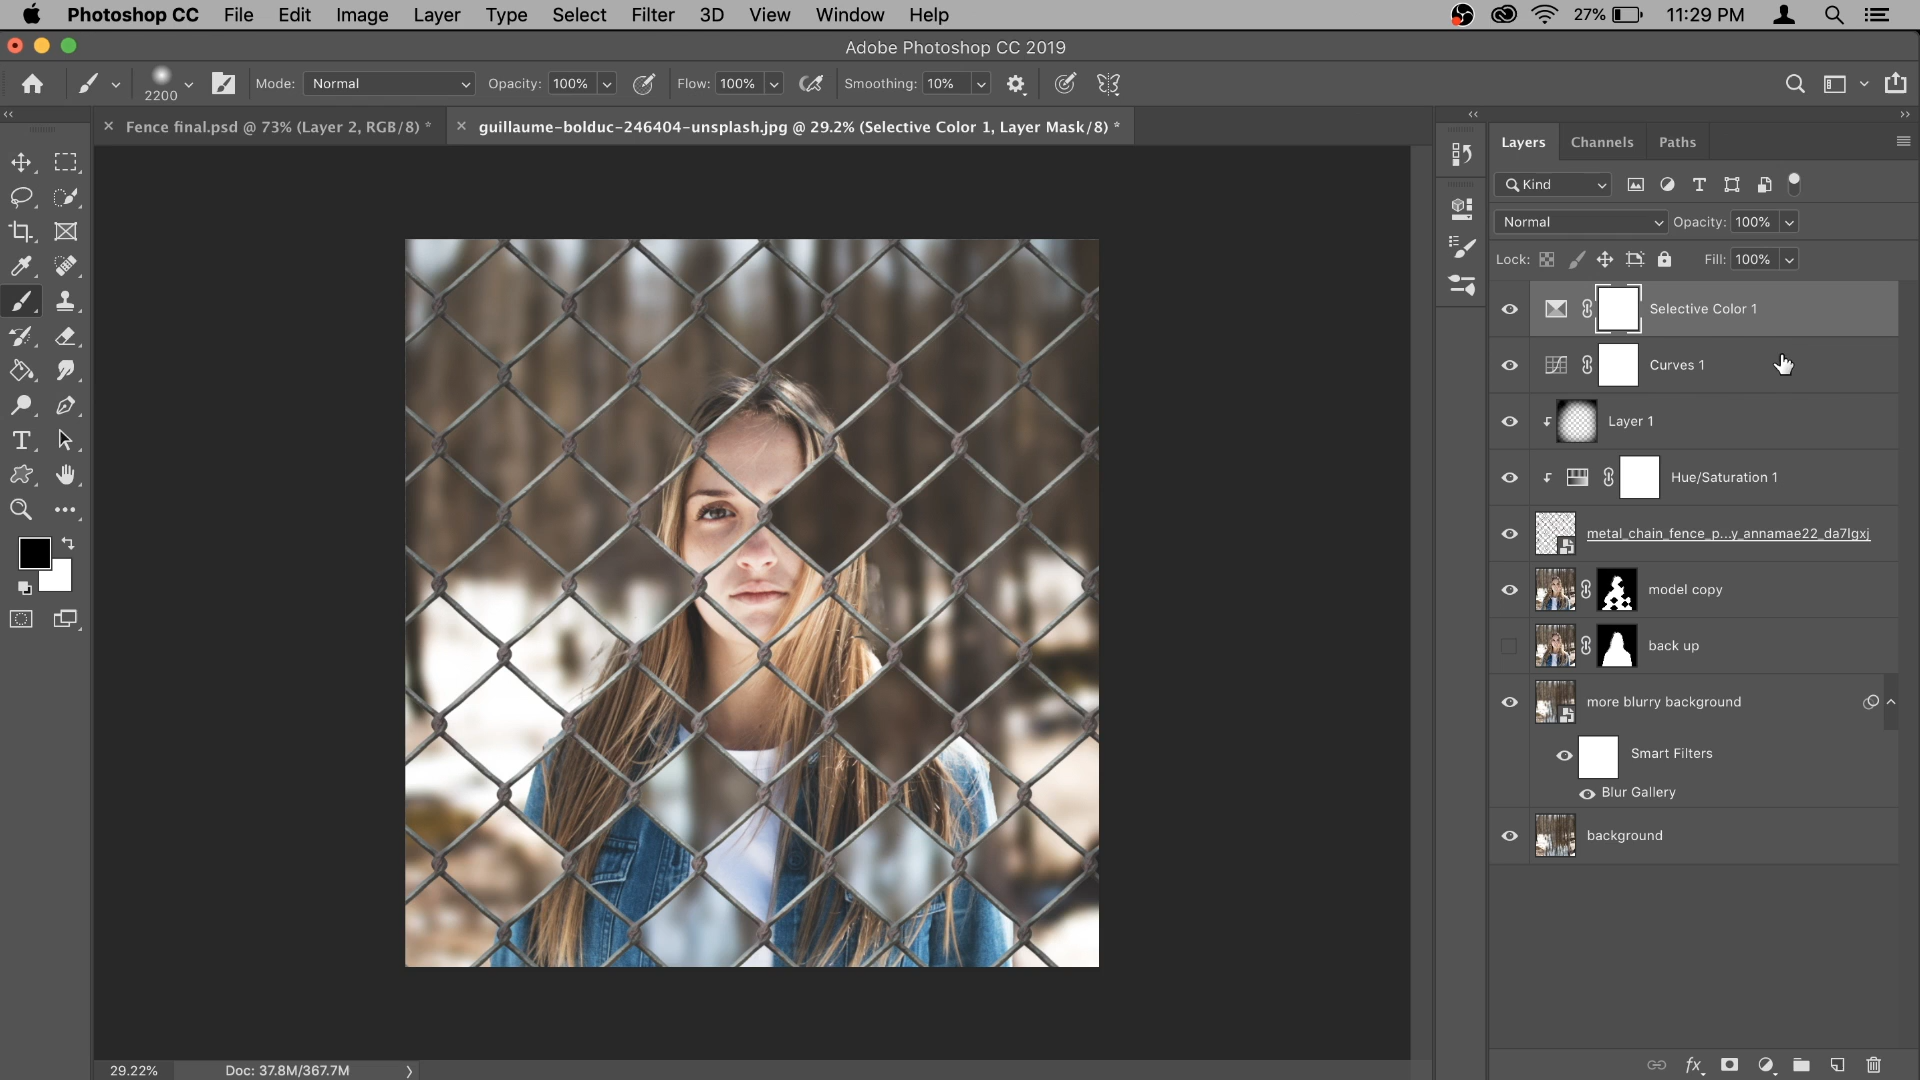 Photoshop CC File Edit Image Layer Type Select Filter 3D View Window Help 27% 11:29 PM
Adobe Photoshop CC 2019
2200 Mode: Normal Opacity: 100% Flow: 100% Smoothing: 10%
Fence final.psd @ 73% (Layer 2, RGB/8) *
guillaume-bolduc-246404-unsplash.jpg @ 29.2% (Selective Color 1, Layer Mask/8) *
Layers Channels Paths
Kind
Normal Opacity: 100%
Lock: Fill: 100%
Selective Color 1
Curves 1
Layer 1
Hue/Saturation 1
metal_chain_fence_p...y_annamae22_da7lgxj
model copy
back up
more blurry background
Smart Filters
Blur Gallery
background
29.22% Doc: 37.8M/367.7M
fx